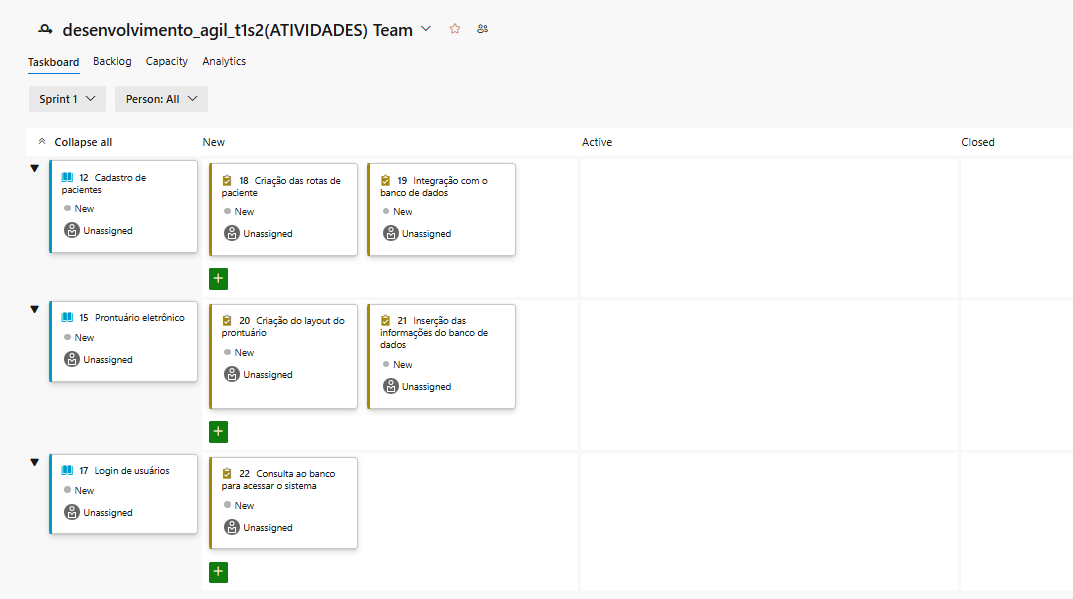 desenvolvimento_agil_t1s2(ATIVIDADES) Team
Taskboard Backlog Capacity Analytics
Sprint 1 Person: All
Collapse all New Active Closed
12 Cadastro de
pacientes
New
Unassigned
18 Criação das rotas de
paciente
New
Unassigned
19 Integração com o
banco de dados
New
Unassigned
15 Prontuário eletrônico
New
Unassigned
20 Criação do layout do
prontuário
New
Unassigned
21 Inserção das
informações do banco de
dados
New
Unassigned
17 Login de usuários
New
Unassigned
22 Consulta ao banco
para acessar o sistema
New
Unassigned